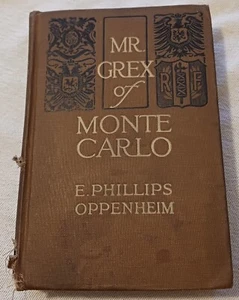 MR.
GREX
of
MONTE
CARLO
E. PHILLIPS
OPPENHEIM